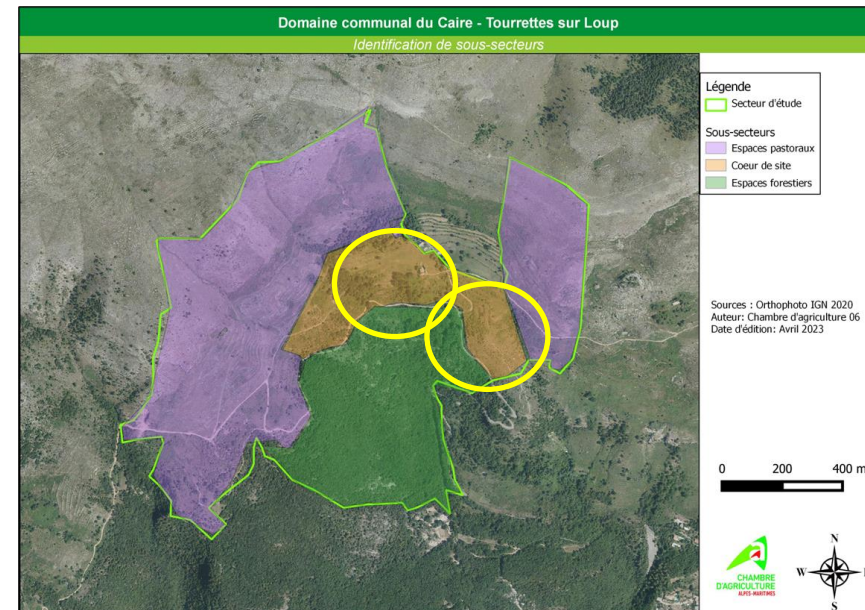 Domaine communal du Caire - Tourrettes sur Loup
Identification de sous-secteurs
Légende
Secteur d'étude
Sous-secteurs
Espaces pastoraux
Coeur de site
Espaces forestiers
Sources : Orthophoto IGN 2020
Auteur: Chambre d'agriculture 06
Date d'édition: Avril 2023
0 200 400 m
CHAMBRE
D'AGRICULTURE
ALPES-MARITIMES
N
W
S